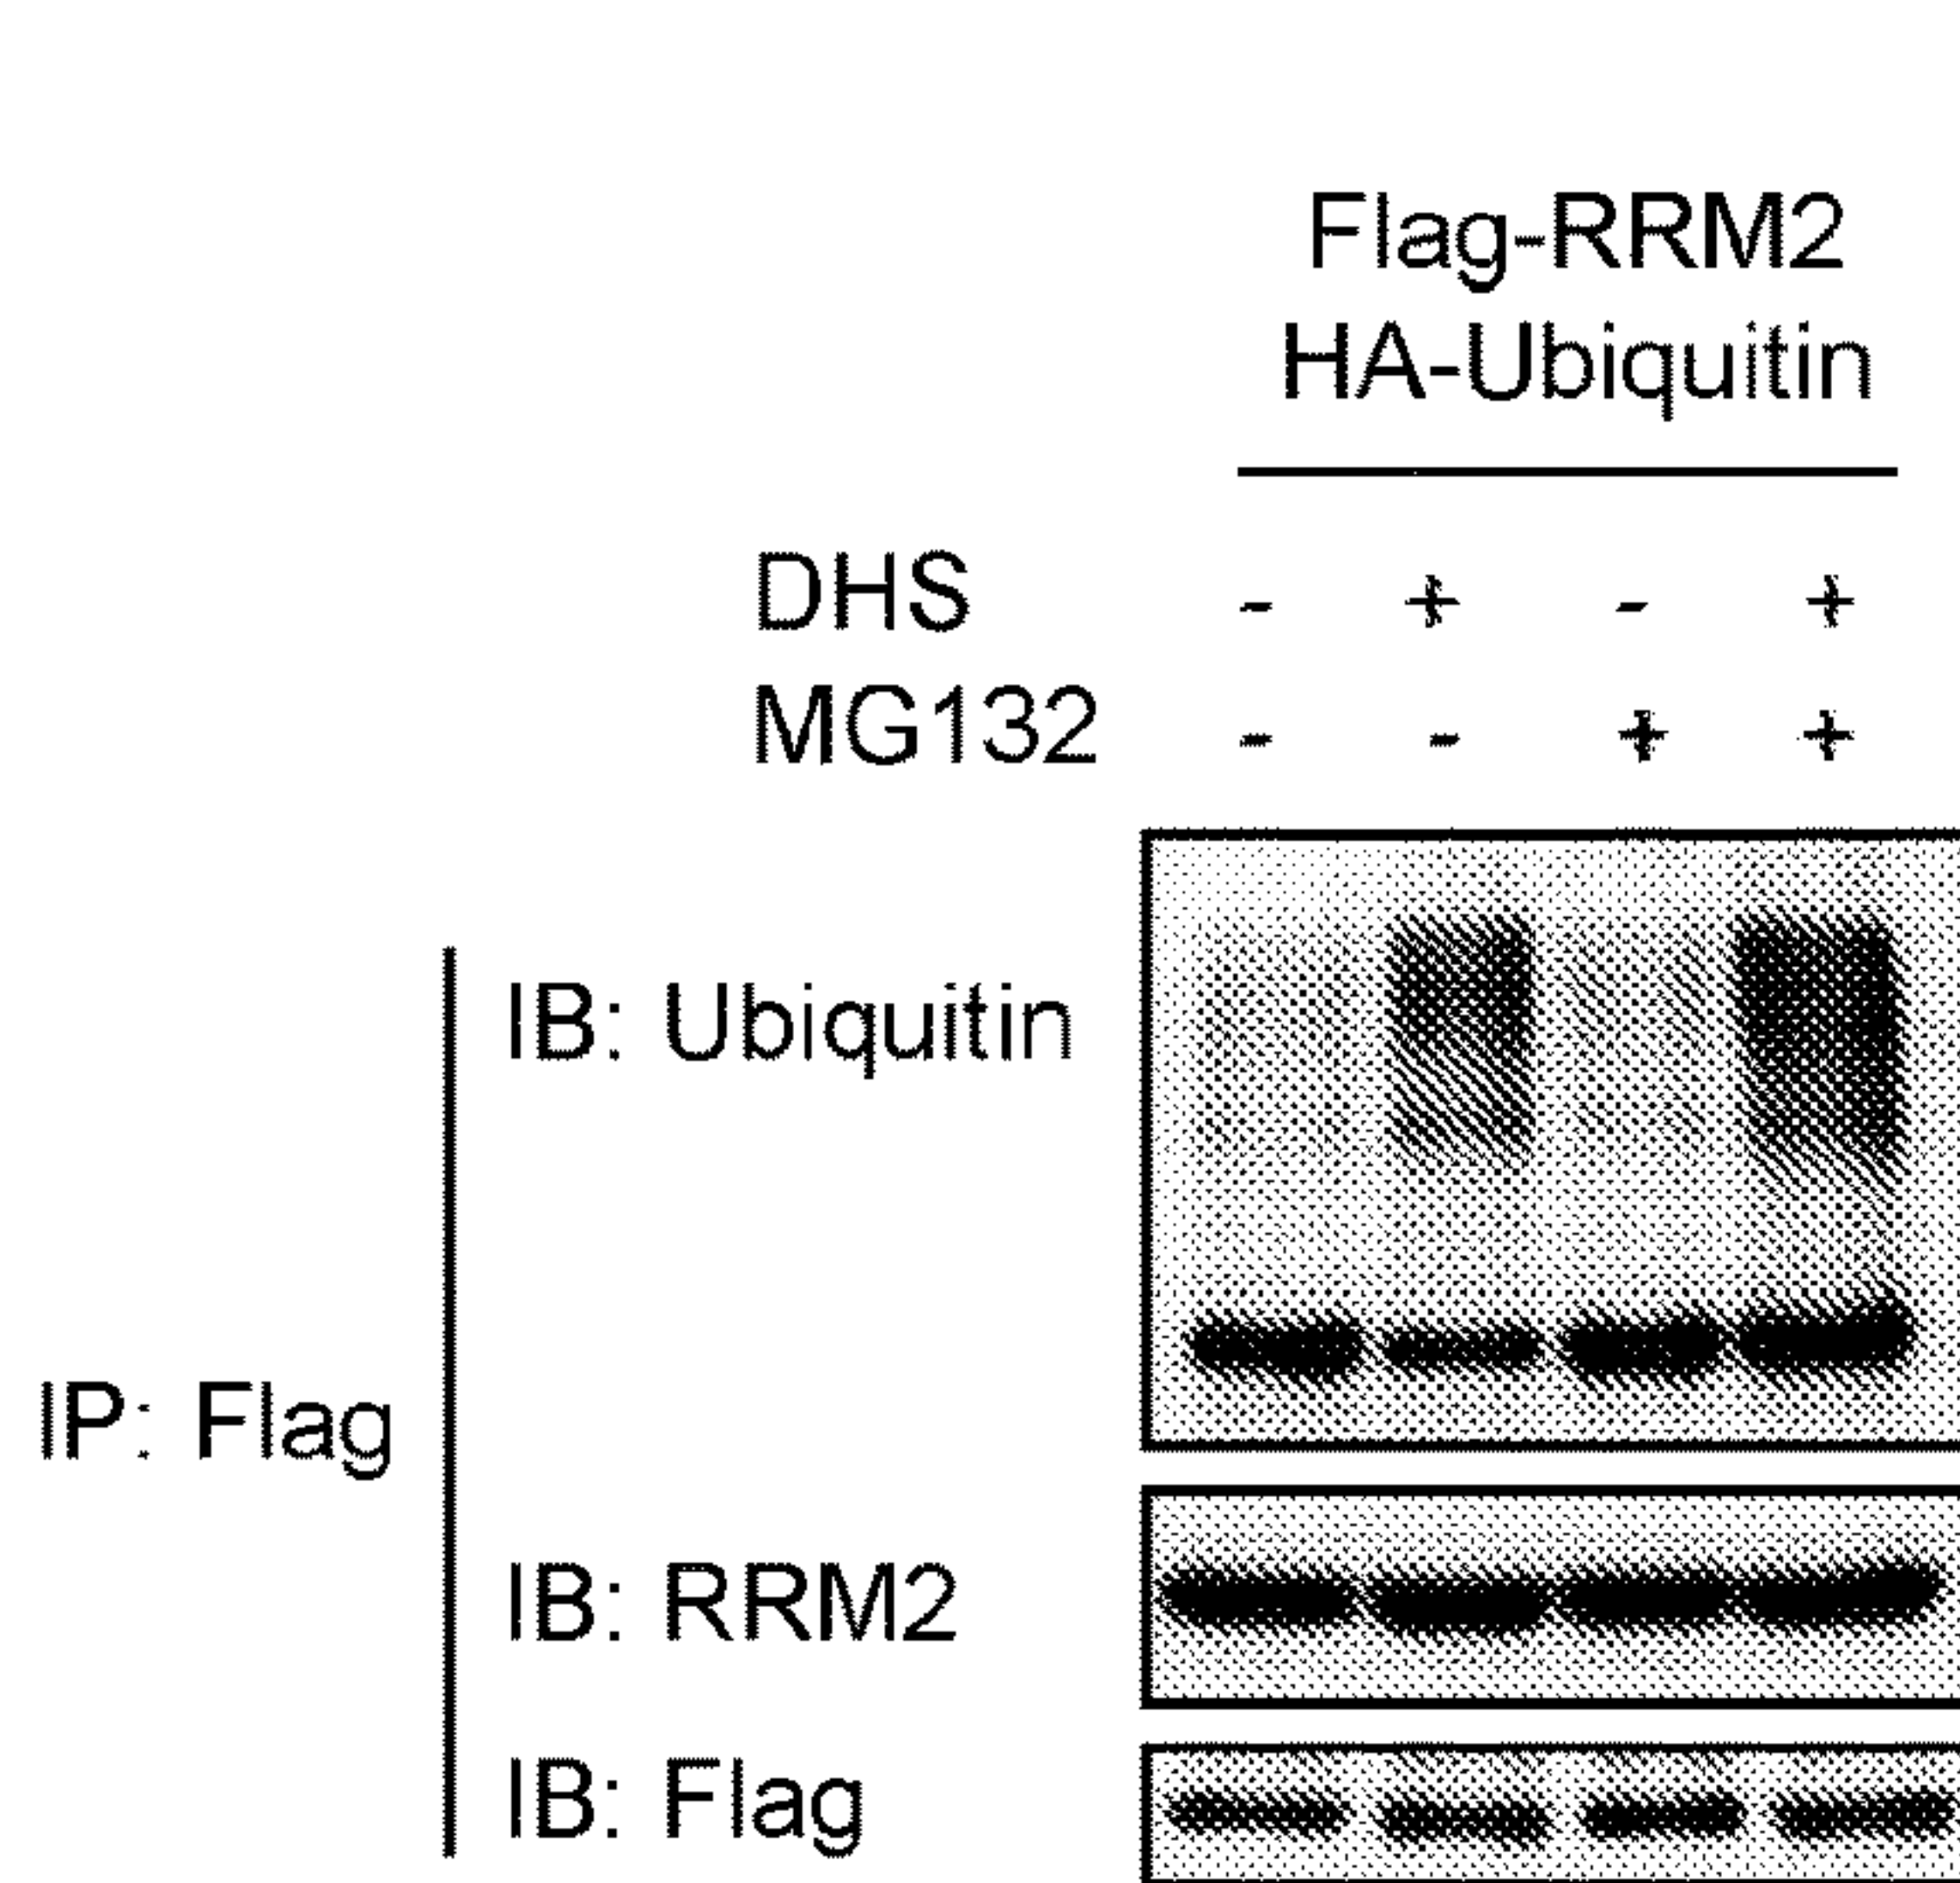 Flag-RRM2
HA-Ubiquitin
DHS - + - +
MG132 - - + +
IB: Ubiquitin
IP: Flag
IB: RRM2
IB: Flag